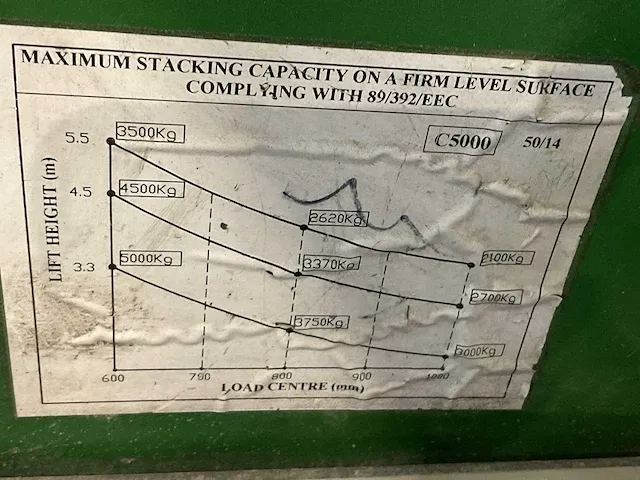 MAXIMUM STACKING CAPACITY ON A FIRM LEVEL SURFACE
COMPLYING WITH 89/392/EEC
C5000 50/14
5.5 3500Kg
4.5 4500Kg
2620Kg
2100Kg
LIFT HEIGHT (m)
3.3 5000Kg
3370Kg
2700Kg
3750Kg
3000Kg
600 700 800 900 1000
LOAD CENTRE (mm)